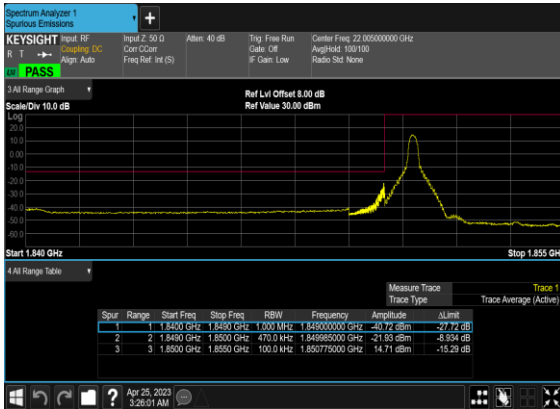 Spectrum Analyzer 1
Spurious Emissions
+
KEYSIGHT
R T
LXI
PASS
Input: RF
Coupling: DC
Align: Auto
Input Z: 50 Ω
Corr CCorr
Freq Ref: Int (S)
Atten: 40 dB
Trig: Free Run
Gate: Off
IF Gain: Low
Center Freq: 22.005000000 GHz
Avg|Hold: 100/100
Radio Std: None
3 All Range Graph
Scale/Div 10.0 dB
Ref Lvl Offset 8.00 dB
Ref Value 30.00 dBm
Log
20.0
10.0
0.00
-10.0
-20.0
-30.0
-40.0
-50.0
-60.0
Start 1.840 GHz
Stop 1.855 GH
4 All Range Table
Measure Trace Trace 1
Trace Type Trace Average (Active)
Spur Range Start Freq Stop Freq RBW Frequency Amplitude ΔLimit
1 1 1.8400 GHz 1.8490 GHz 1.000 MHz 1.849000000 GHz -40.72 dBm -27.72 dB
2 2 1.8490 GHz 1.8500 GHz 470.0 kHz 1.849985000 GHz -21.93 dBm -8.934 dB
3 3 1.8500 GHz 1.8550 GHz 100.0 kHz 1.850775000 GHz 14.71 dBm -15.29 dB
?
Apr 25, 2023
3:26:01 AM